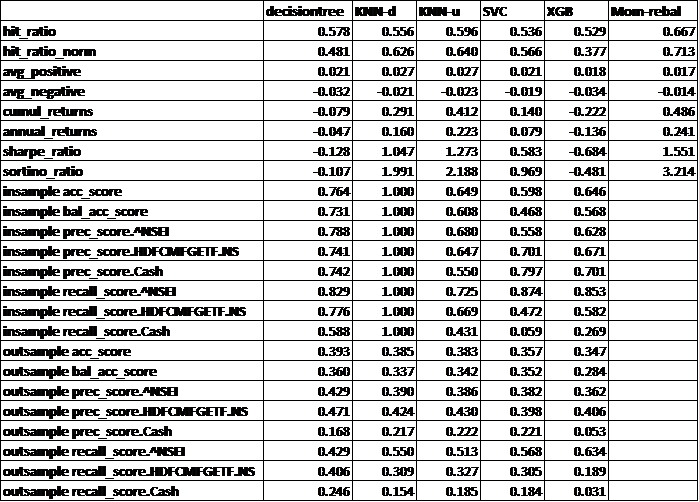 decisiontree KNN-d KNN-u SVC XGB Mom-rebal
hit_ratio 0.578 0.556 0.596 0.536 0.529 0.667
hit_ratio_norm 0.481 0.626 0.640 0.566 0.377 0.713
avg_positive 0.021 0.027 0.027 0.021 0.018 0.017
avg_negative -0.032 -0.021 -0.023 -0.019 -0.034 -0.014
cumul_returns -0.079 0.291 0.412 0.140 -0.222 0.486
annual_returns -0.047 0.160 0.223 0.079 -0.136 0.241
sharpe_ratio -0.128 1.047 1.273 0.583 -0.684 1.551
sortino_ratio -0.107 1.991 2.188 0.969 -0.481 3.214
insample acc_score 0.764 1.000 0.649 0.598 0.646
insample bal_acc_score 0.731 1.000 0.608 0.468 0.568
insample prec_score.^NSEI 0.788 1.000 0.680 0.558 0.628
insample prec_score.HDFCMFGETF.NS 0.741 1.000 0.647 0.701 0.671
insample prec_score.Cash 0.742 1.000 0.550 0.797 0.701
insample recall_score.^NSEI 0.829 1.000 0.725 0.874 0.853
insample recall_score.HDFCMFGETF.NS 0.776 1.000 0.669 0.472 0.582
insample recall_score.Cash 0.588 1.000 0.431 0.059 0.269
outsample acc_score 0.393 0.385 0.383 0.357 0.347
outsample bal_acc_score 0.360 0.337 0.342 0.352 0.284
outsample prec_score.^NSEI 0.429 0.390 0.386 0.382 0.362
outsample prec_score.HDFCMFGETF.NS 0.471 0.424 0.430 0.398 0.406
outsample prec_score.Cash 0.168 0.217 0.222 0.221 0.053
outsample recall_score.^NSEI 0.429 0.550 0.513 0.568 0.634
outsample recall_score.HDFCMFGETF.NS 0.406 0.309 0.327 0.305 0.189
outsample recall_score.Cash 0.246 0.154 0.185 0.184 0.031